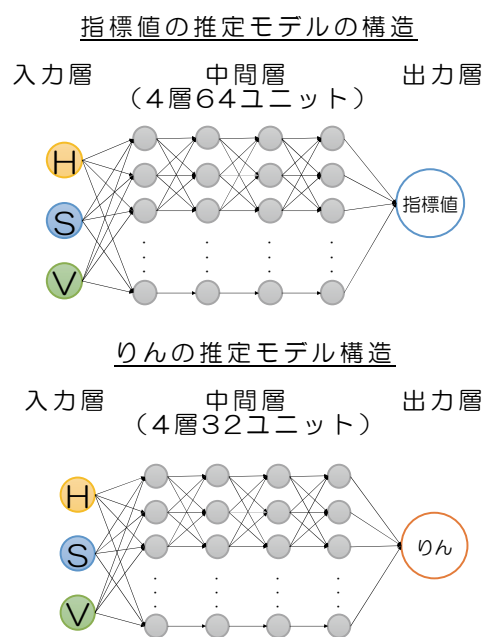 指標値の推定モデルの構造
入力層 中間層 出力層
（4層64ユニット）
H
S
指標値
V
りんの推定モデル構造
入力層 中間層 出力層
（4層32ユニット）
H
S
りん
V